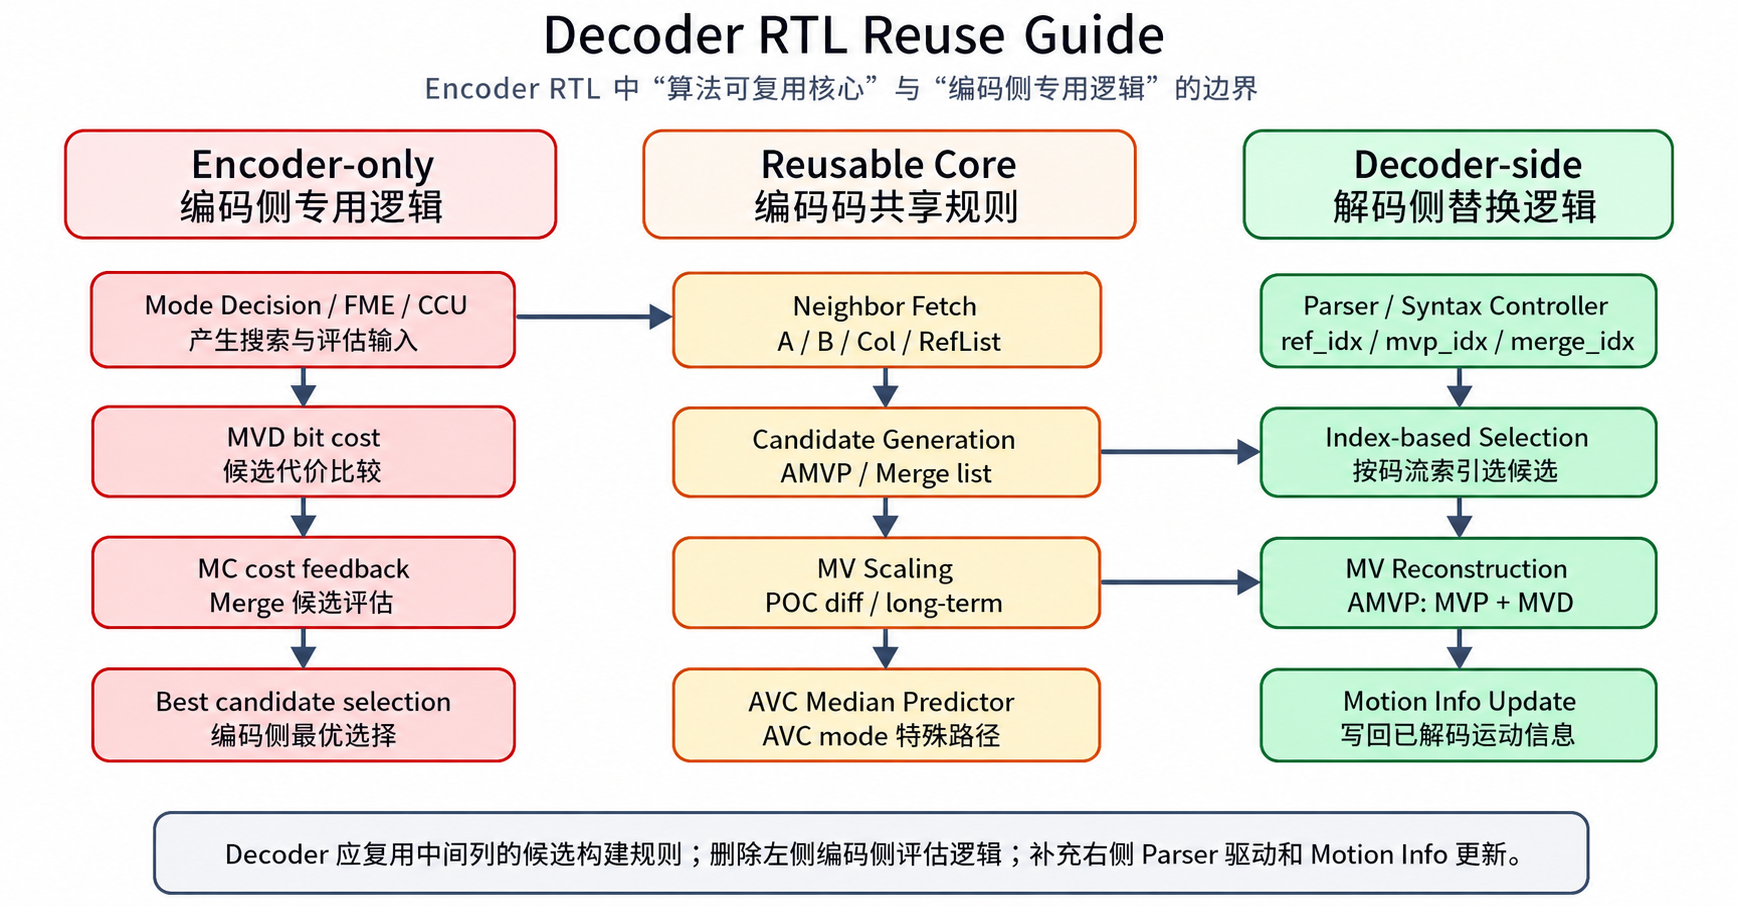 Decoder RTL Reuse Guide
Encoder RTL 中“算法可复用核心”与“编码侧专用逻辑”的边界
Encoder-only
编码侧专用逻辑
Mode Decision / FME / CCU
产生搜索与评估输入
MVD bit cost
候选代价比较
MC cost feedback
Merge 候选评估
Best candidate selection
编码侧最优选择
Reusable Core
编码码共享规则
Neighbor Fetch
A / B / Col / RefList
Candidate Generation
AMVP / Merge list
MV Scaling
POC diff / long-term
AVC Median Predictor
AVC mode 特殊路径
Decoder-side
解码侧替换逻辑
Parser / Syntax Controller
ref_idx / mvp_idx / merge_idx
Index-based Selection
按码流索引选候选
MV Reconstruction
AMVP: MVP + MVD
Motion Info Update
写回已解码运动信息
Decoder 应复用中间列的候选构建规则；删除左侧编码侧评估逻辑；补充右侧 Parser 驱动和 Motion Info 更新。